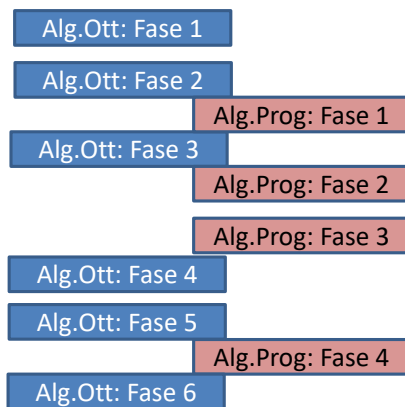 Alg.Ott: Fase 1
Alg.Ott: Fase 2
Alg.Prog: Fase 1
Alg.Ott: Fase 3
Alg.Prog: Fase 2
Alg.Prog: Fase 3
Alg.Ott: Fase 4
Alg.Ott: Fase 5
Alg.Prog: Fase 4
Alg.Ott: Fase 6